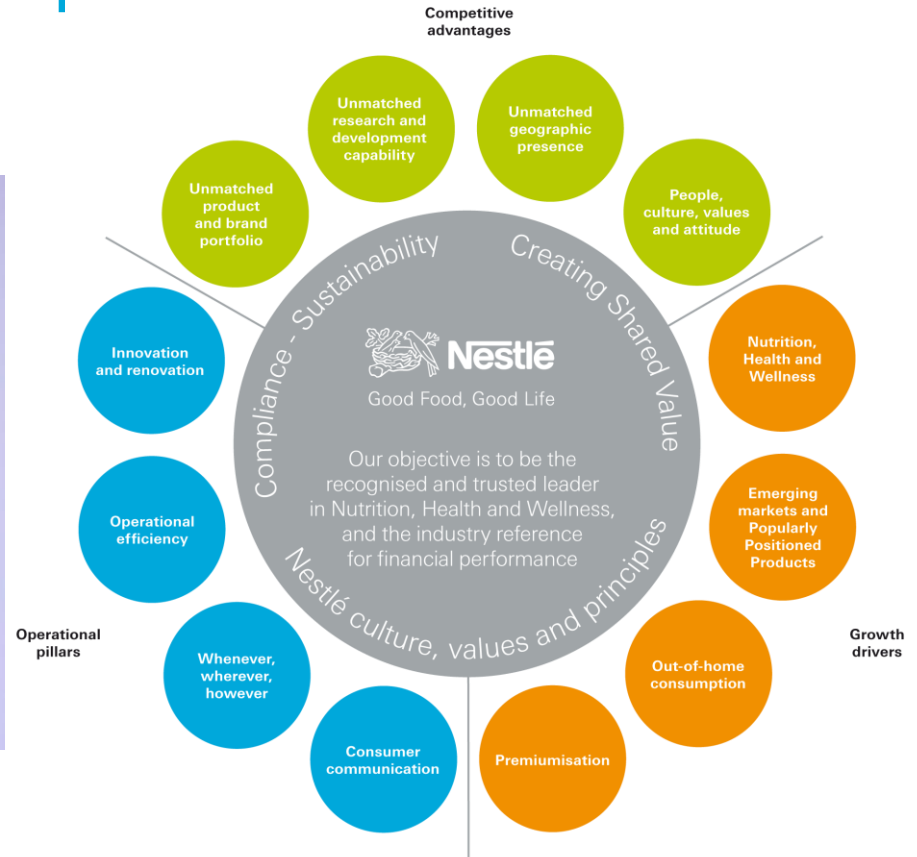 Competitive
advantages
Unmatched
research and
development
capability
Unmatched
geographic
presence
Unmatched
product
and brand
portfolio
People,
culture, values
and attitude
Compliance - Sustainability
Creating Shared Value
Nestlé
Good Food, Good Life
Our objective is to be the
recognised and trusted leader
in Nutrition, Health and Wellness,
and the industry reference
for financial performance
Nestlé culture, values and principles
Innovation
and renovation
Operational
efficiency
Whenever,
wherever,
however
Consumer
communication
Operational
pillars
Nutrition,
Health and
Wellness
Emerging
markets and
Popularly
Positioned
Products
Out-of-home
consumption
Premiumisation
Growth
drivers